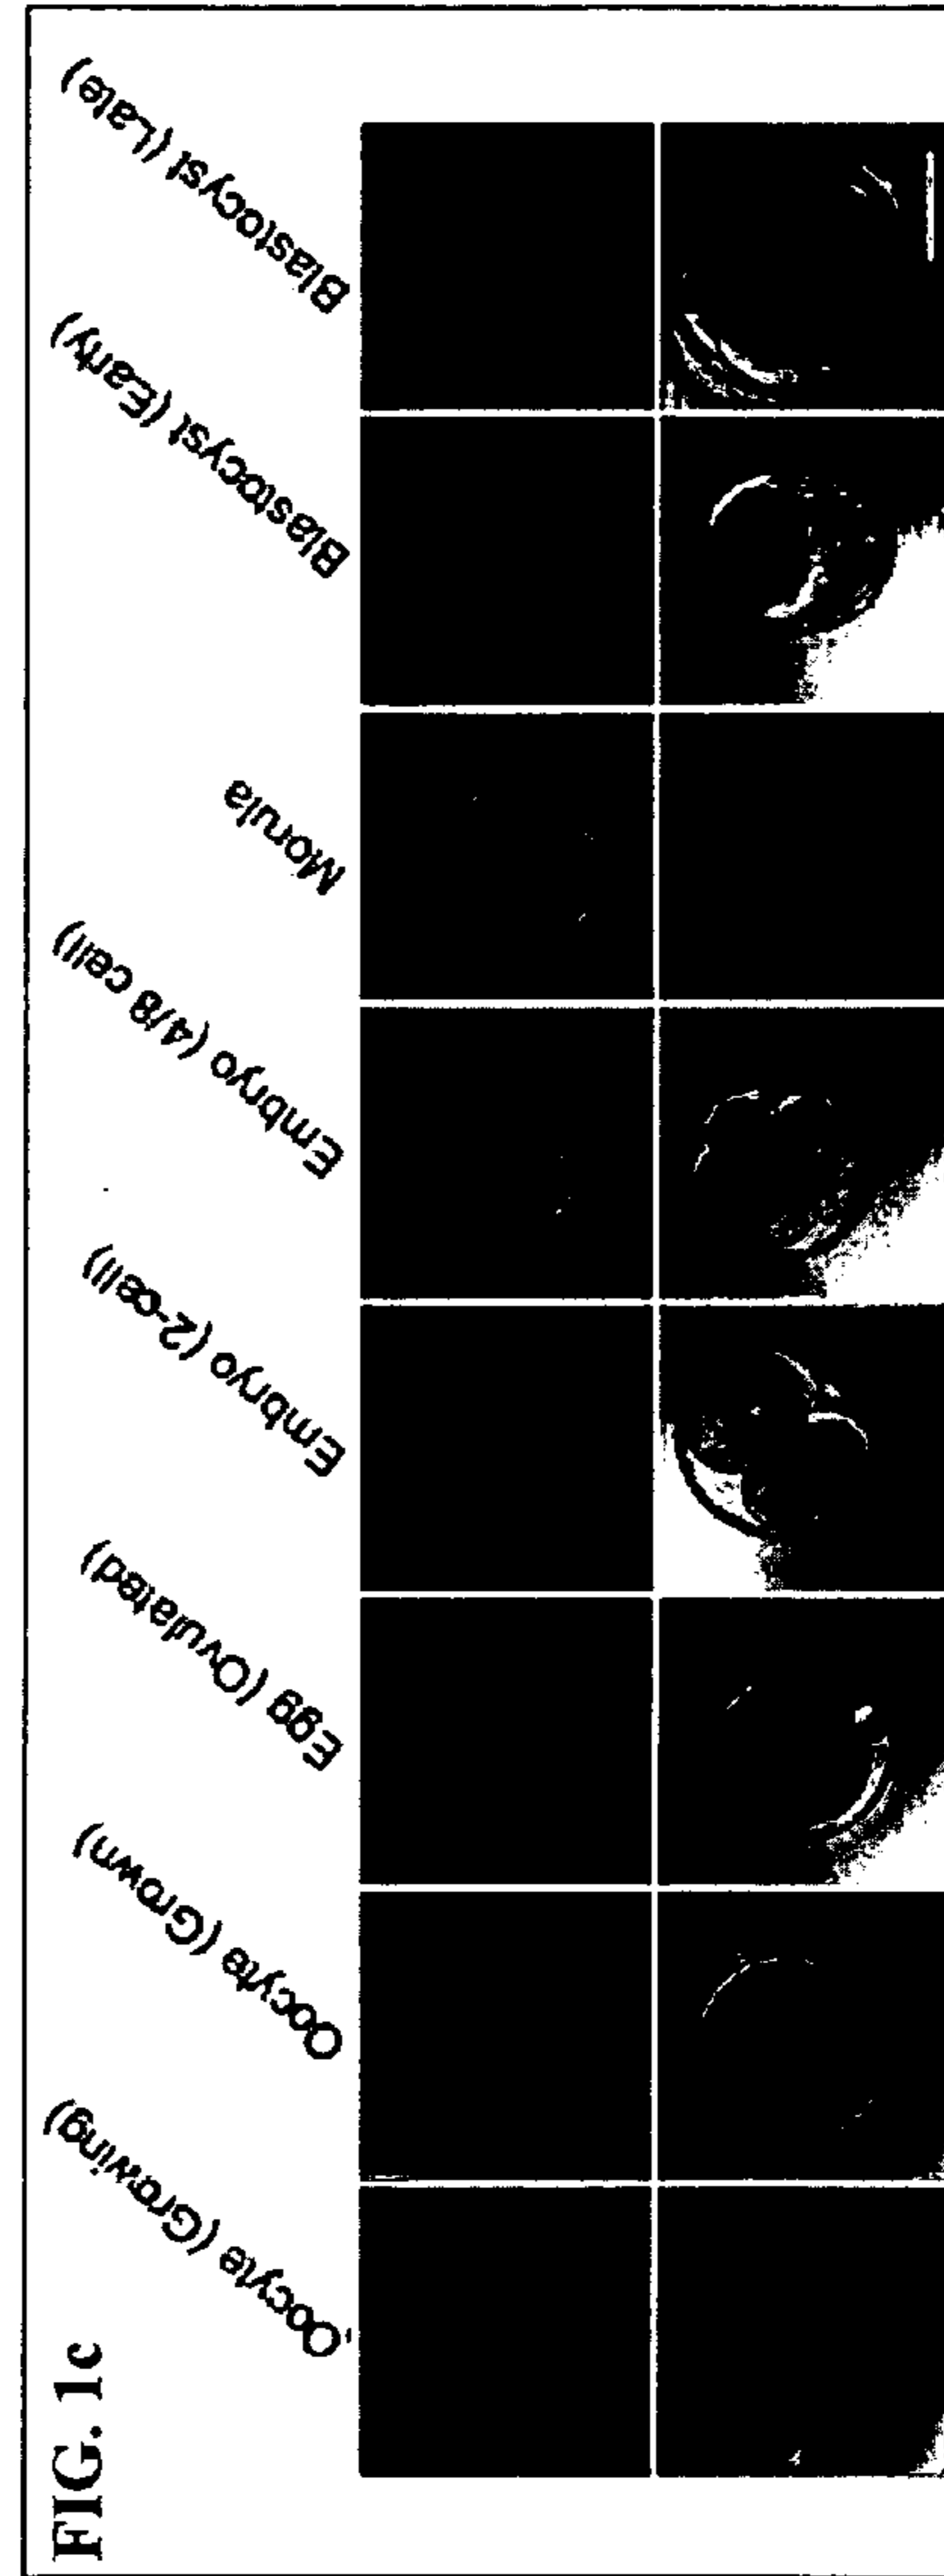 FIG. 1c
Oocyte (Growing)
Oocyte (Grown)
Egg (Ovulated)
Embryo (2-cell)
Embryo (4/8 cell)
Morula
Blastocyst (Early)
Blastocyst (Late)